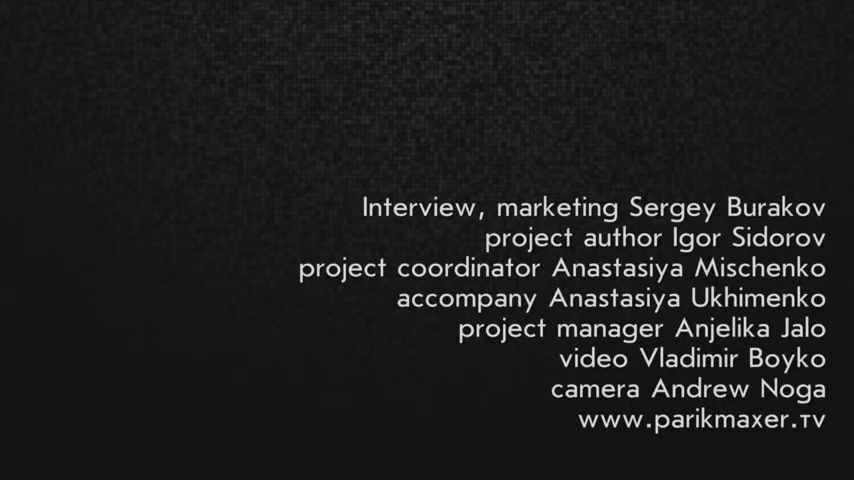 Interview, marketing Sergey Burakov
project author Igor Sidorov
project coordinator Anastasiya Mischenko
accompany Anastasiya Ukhimenko
project manager Anjelika Jalo
video Vladimir Boyko
camera Andrew Noga
www.parikmaxer.tv